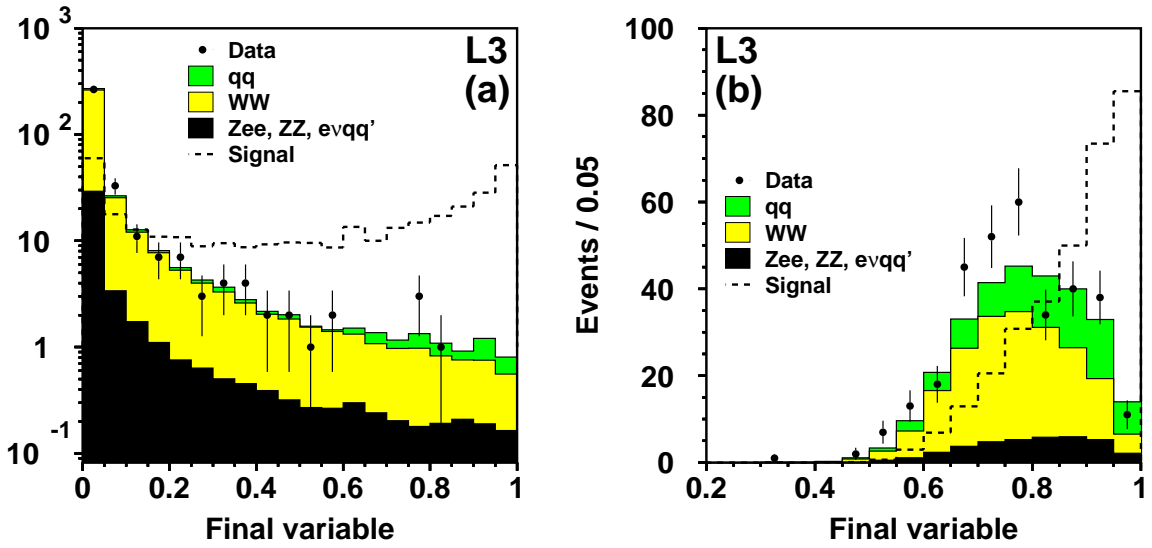 10 3
10 2
10
1
10 -1
0 0.2 0.4 0.6 0.8 1
Final variable
L3
(a)
Data
qq
WW
Zee, ZZ, eνqq’
Signal
Events / 0.05
100
80
60
40
20
0
0.2 0.4 0.6 0.8 1
Final variable
L3
(b)
Data
qq
WW
Zee, ZZ, eνqq’
Signal